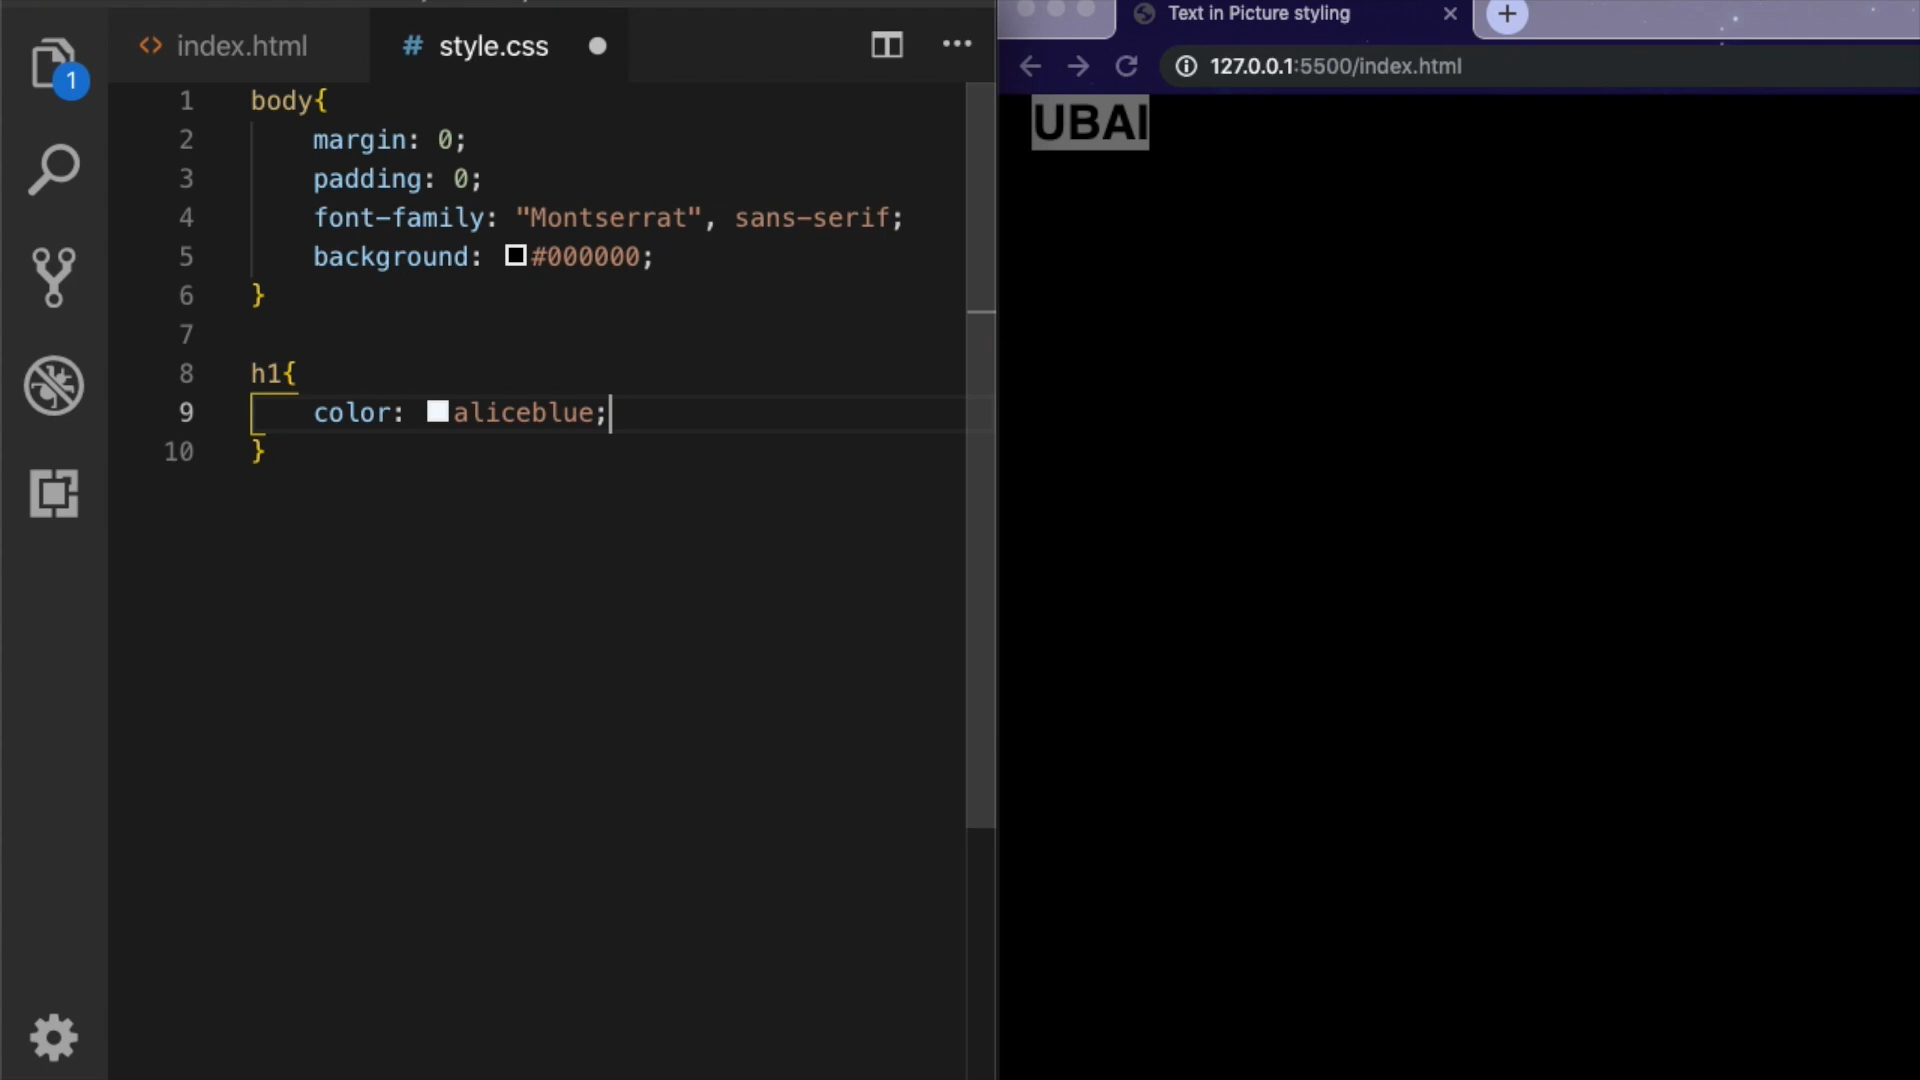 index.html
# style.css
1
1 body{
2 margin: 0;
3 padding: 0;
4 font-family: "Montserrat", sans-serif;
5 background: #000000;
6 }
7
8 h1{
9 color: aliceblue;
10 }
Text in Picture styling
127.0.0.1:5500/index.html
UBAI